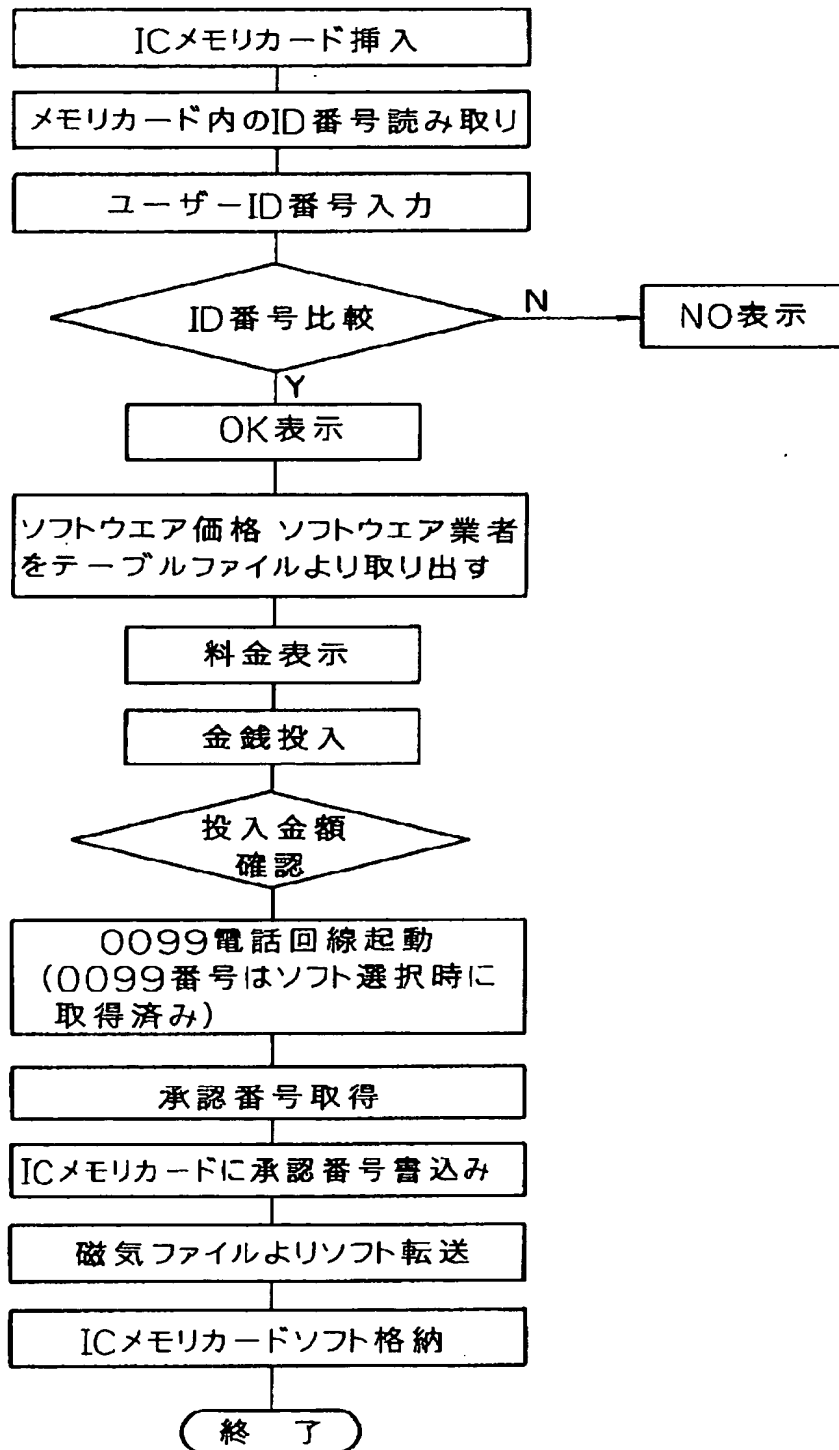 ICメモリカード挿入
メモリカード内のID番号読み取り
ユーザーID番号入力
ID番号比較
N
NO表示
Y
OK表示
ソフトウエア価格 ソフトウエア業者
をテーブルファイルより取り出す
料金表示
金銭投入
投入金額
確認
0099電話回線起動
(0099番号はソフト選択時に
取得済み)
承認番号取得
ICメモリカードに承認番号書込み
磁気ファイルよりソフト転送
ICメモリカードソフト格納
終 了